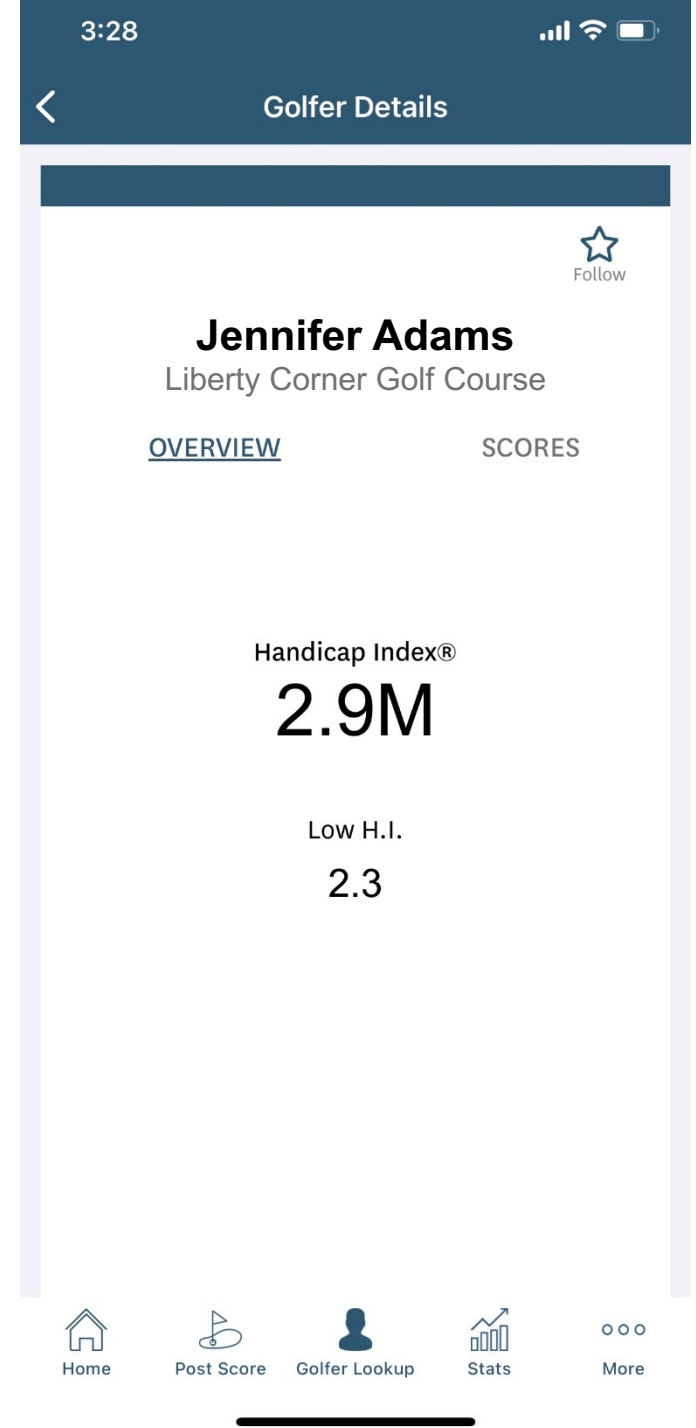 3:28
Golfer Details
Follow
Jennifer Adams
Liberty Corner Golf Course
OVERVIEW SCORES
Handicap Index®
2.9M
Low H.I.
2.3
Home Post Score Golfer Lookup Stats More